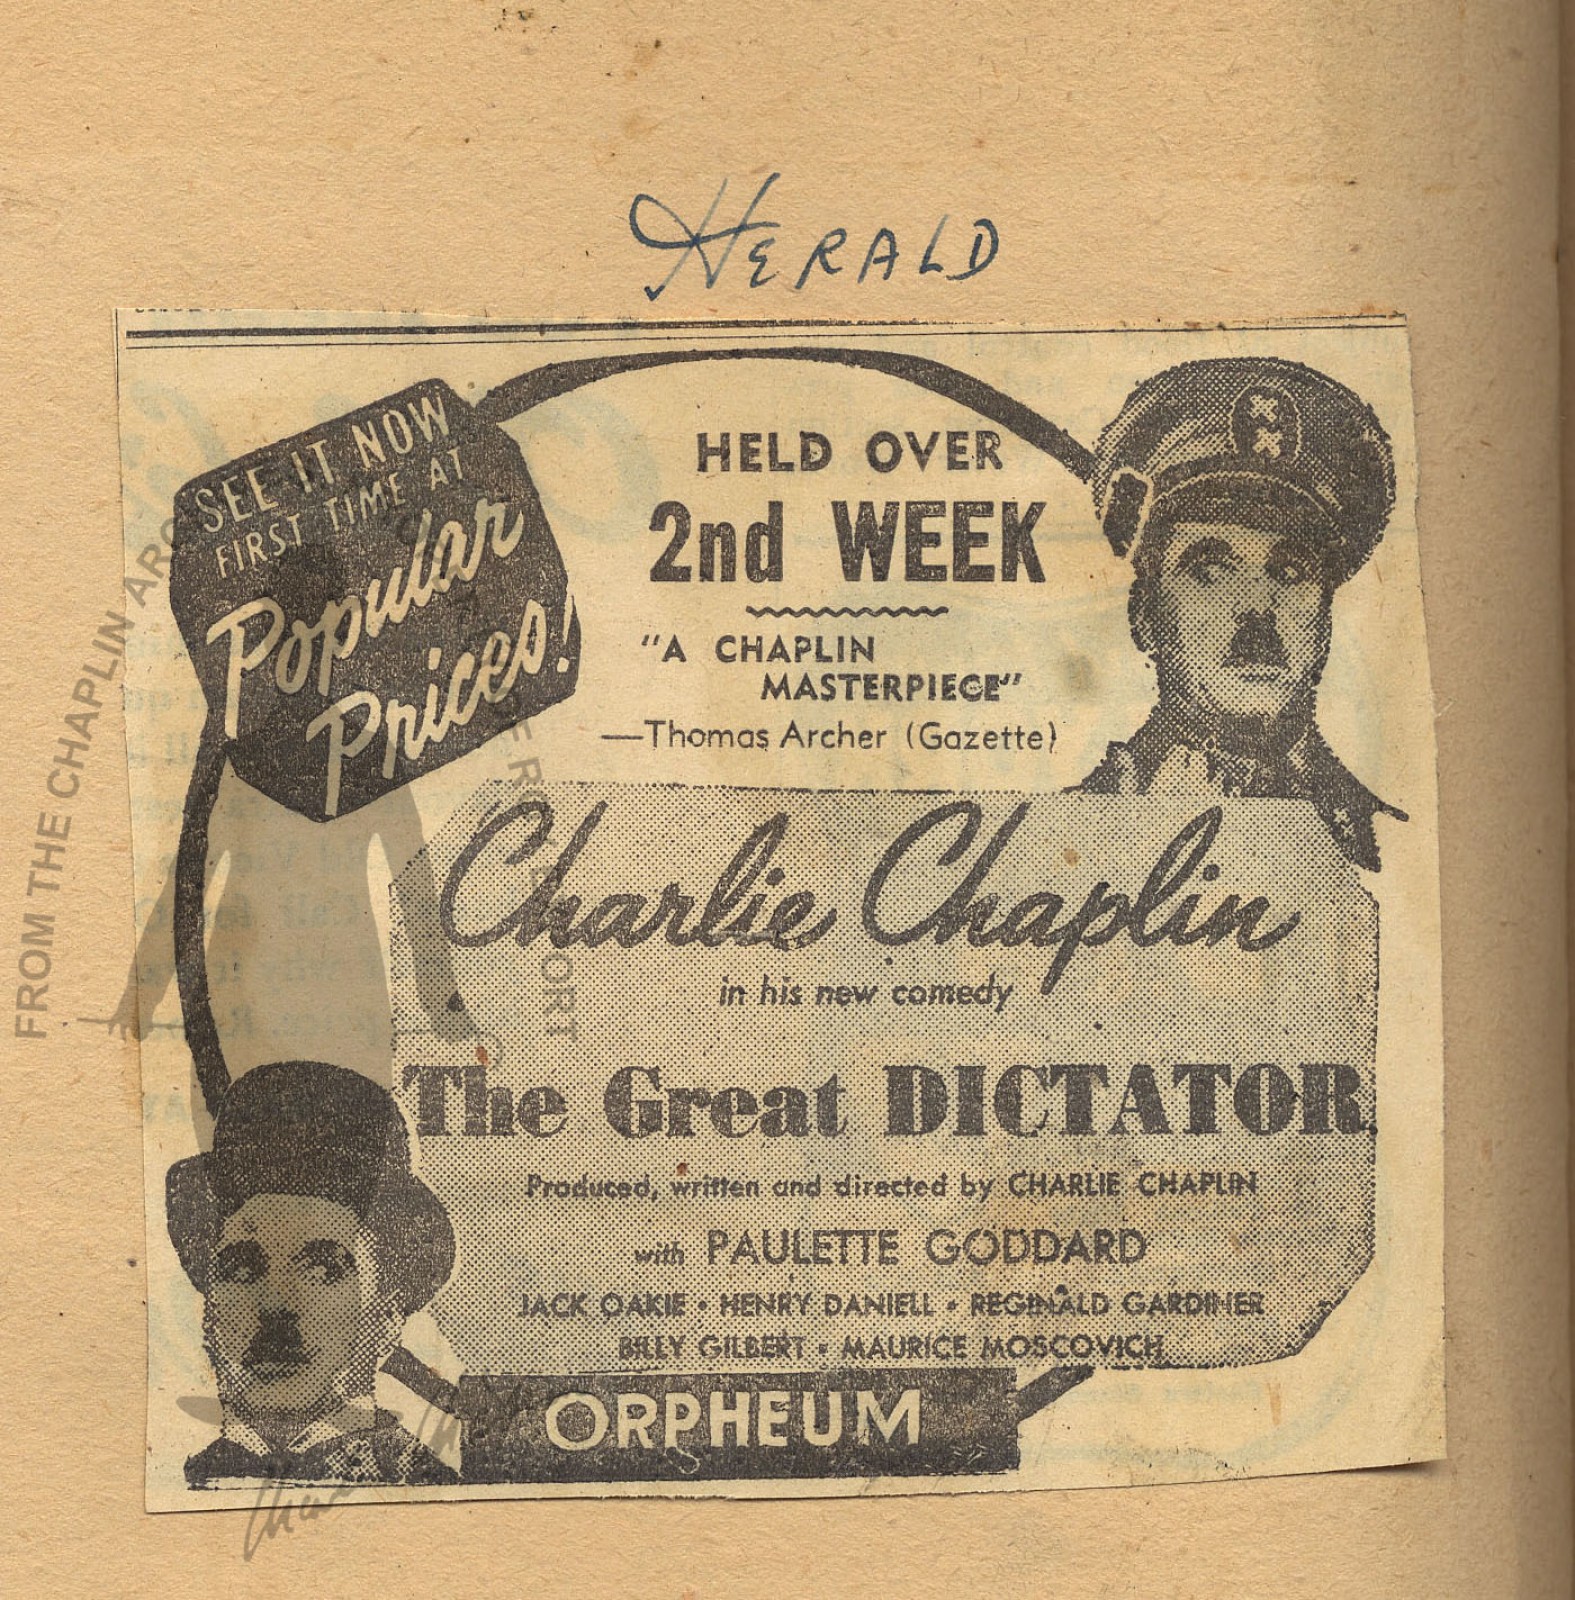 HERALD
SEE IT NOW
FIRST TIME AT
Popular
Prices!
HELD OVER
2nd WEEK
"A CHAPLIN
MASTERPIECE"
—Thomas Archer (Gazette)
Charlie Chaplin
in his new comedy
The Great DICTATOR
Produced, written and directed by CHARLIE CHAPLIN
with PAULETTE GODDARD
JACK OAKIE • HENRY DANIELL • REGINALD GARDINER
BILLY GILBERT • MAURICE MOSCOVICH
ORPHEUM
FROM THE CHAPLIN ARC